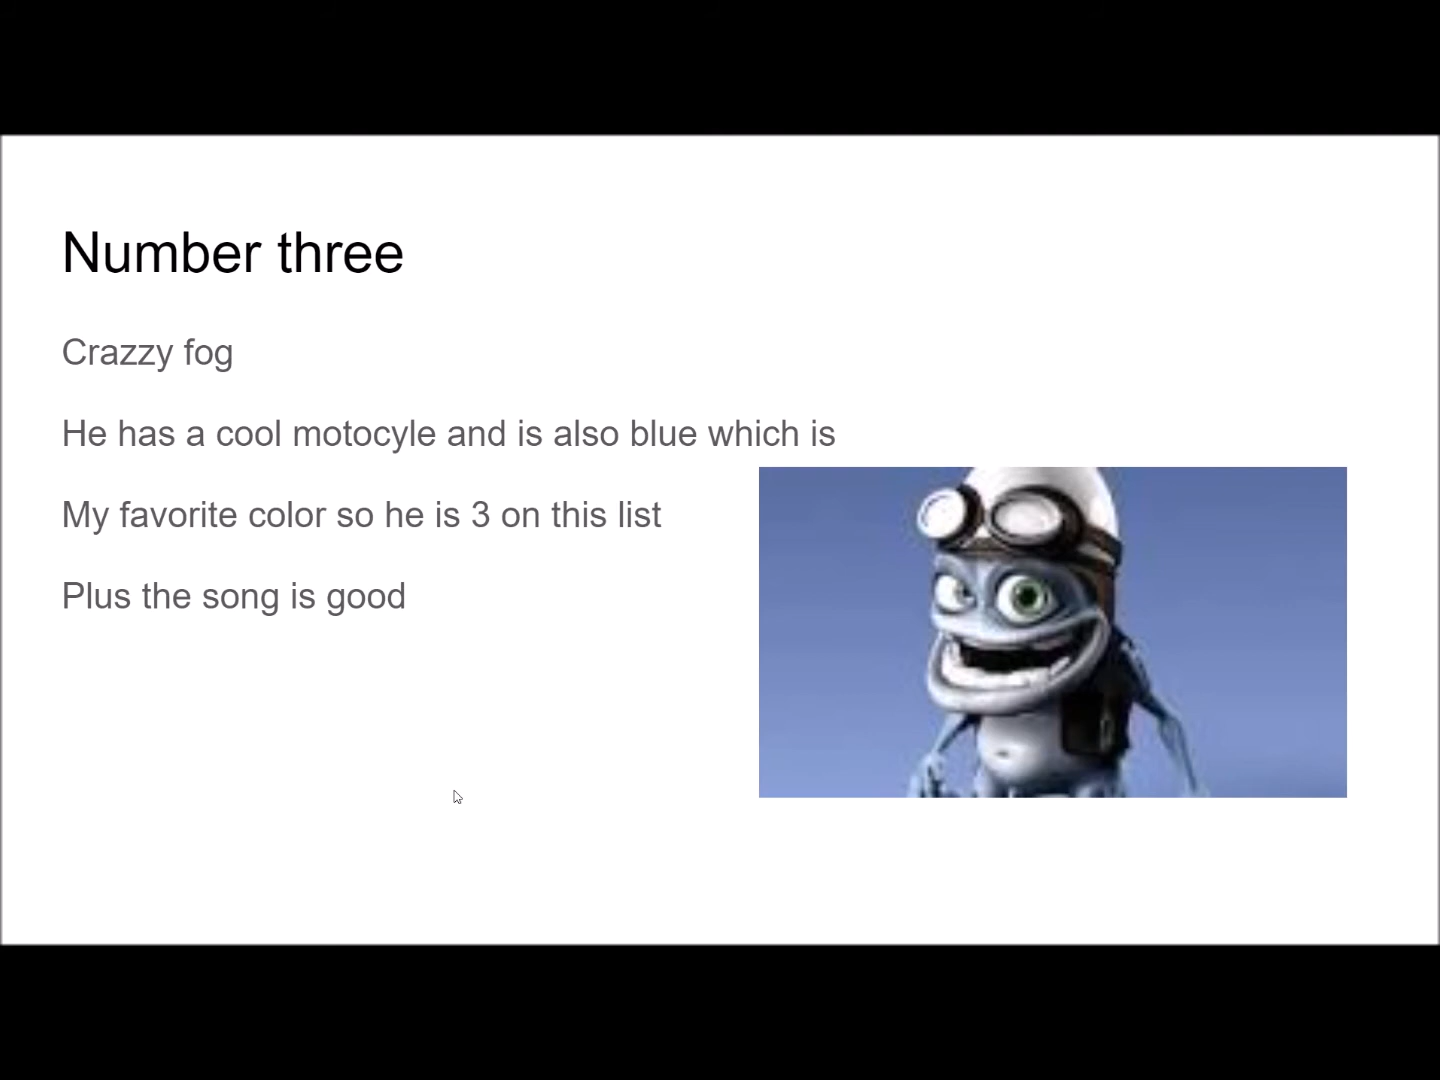 Number three
Crazzy fog
He has a cool motocyle and is also blue which is
My favorite color so he is 3 on this list
Plus the song is good